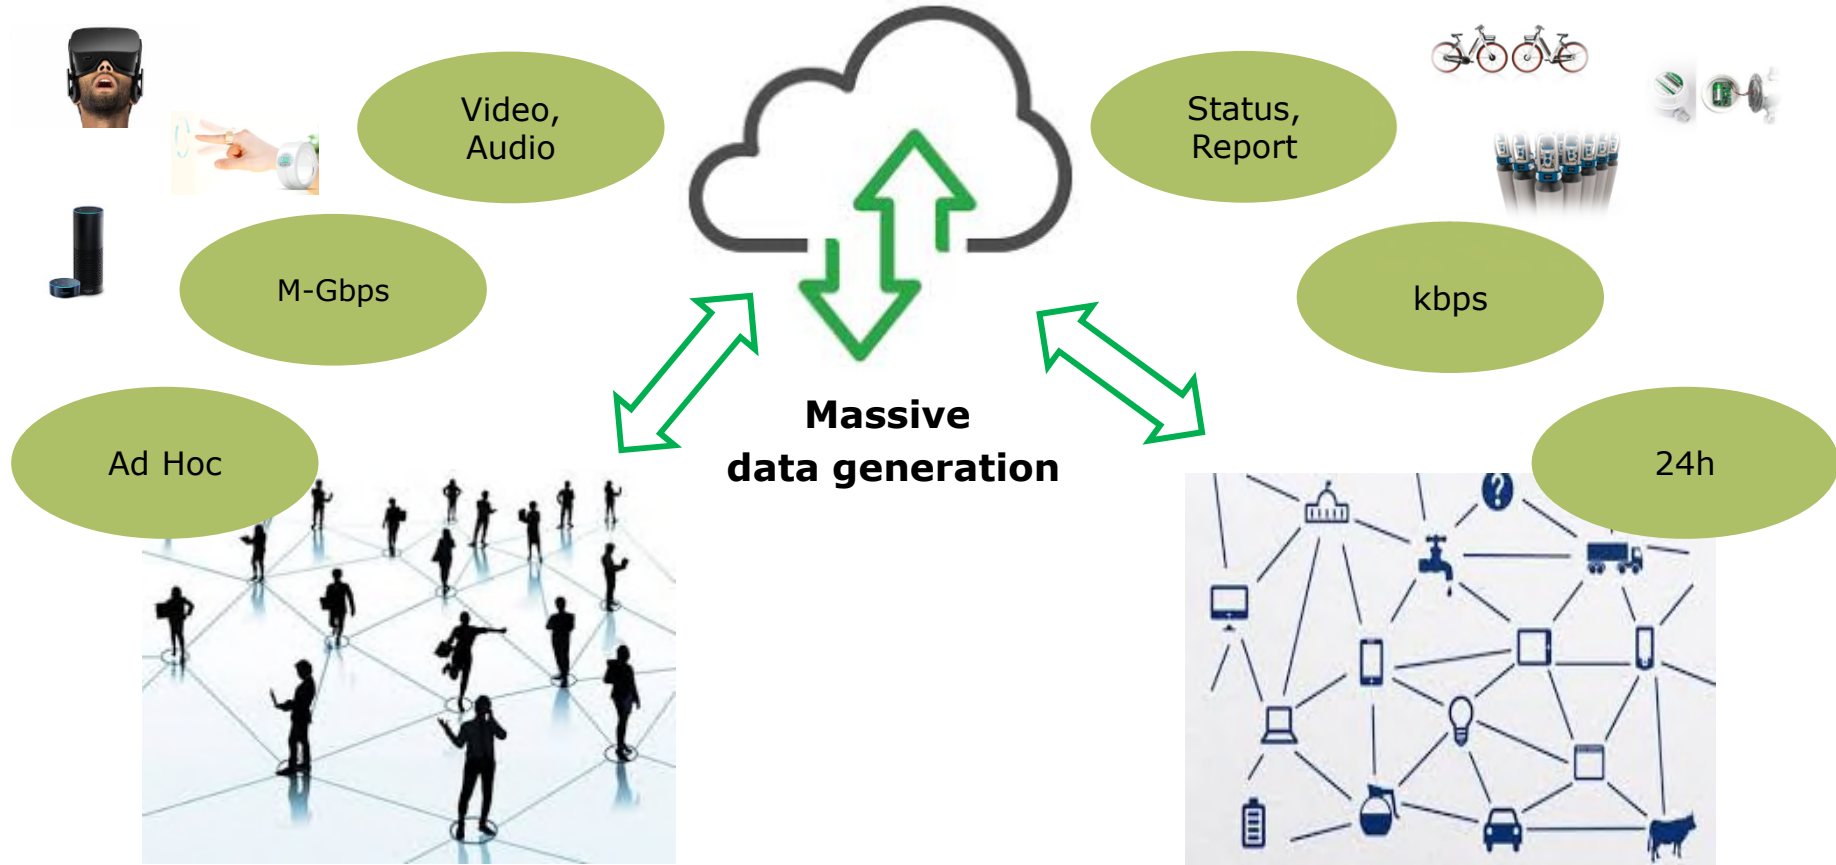 Video,
Audio
M-Gbps
Ad Hoc
Massive
data generation
Status,
Report
kbps
24h
?